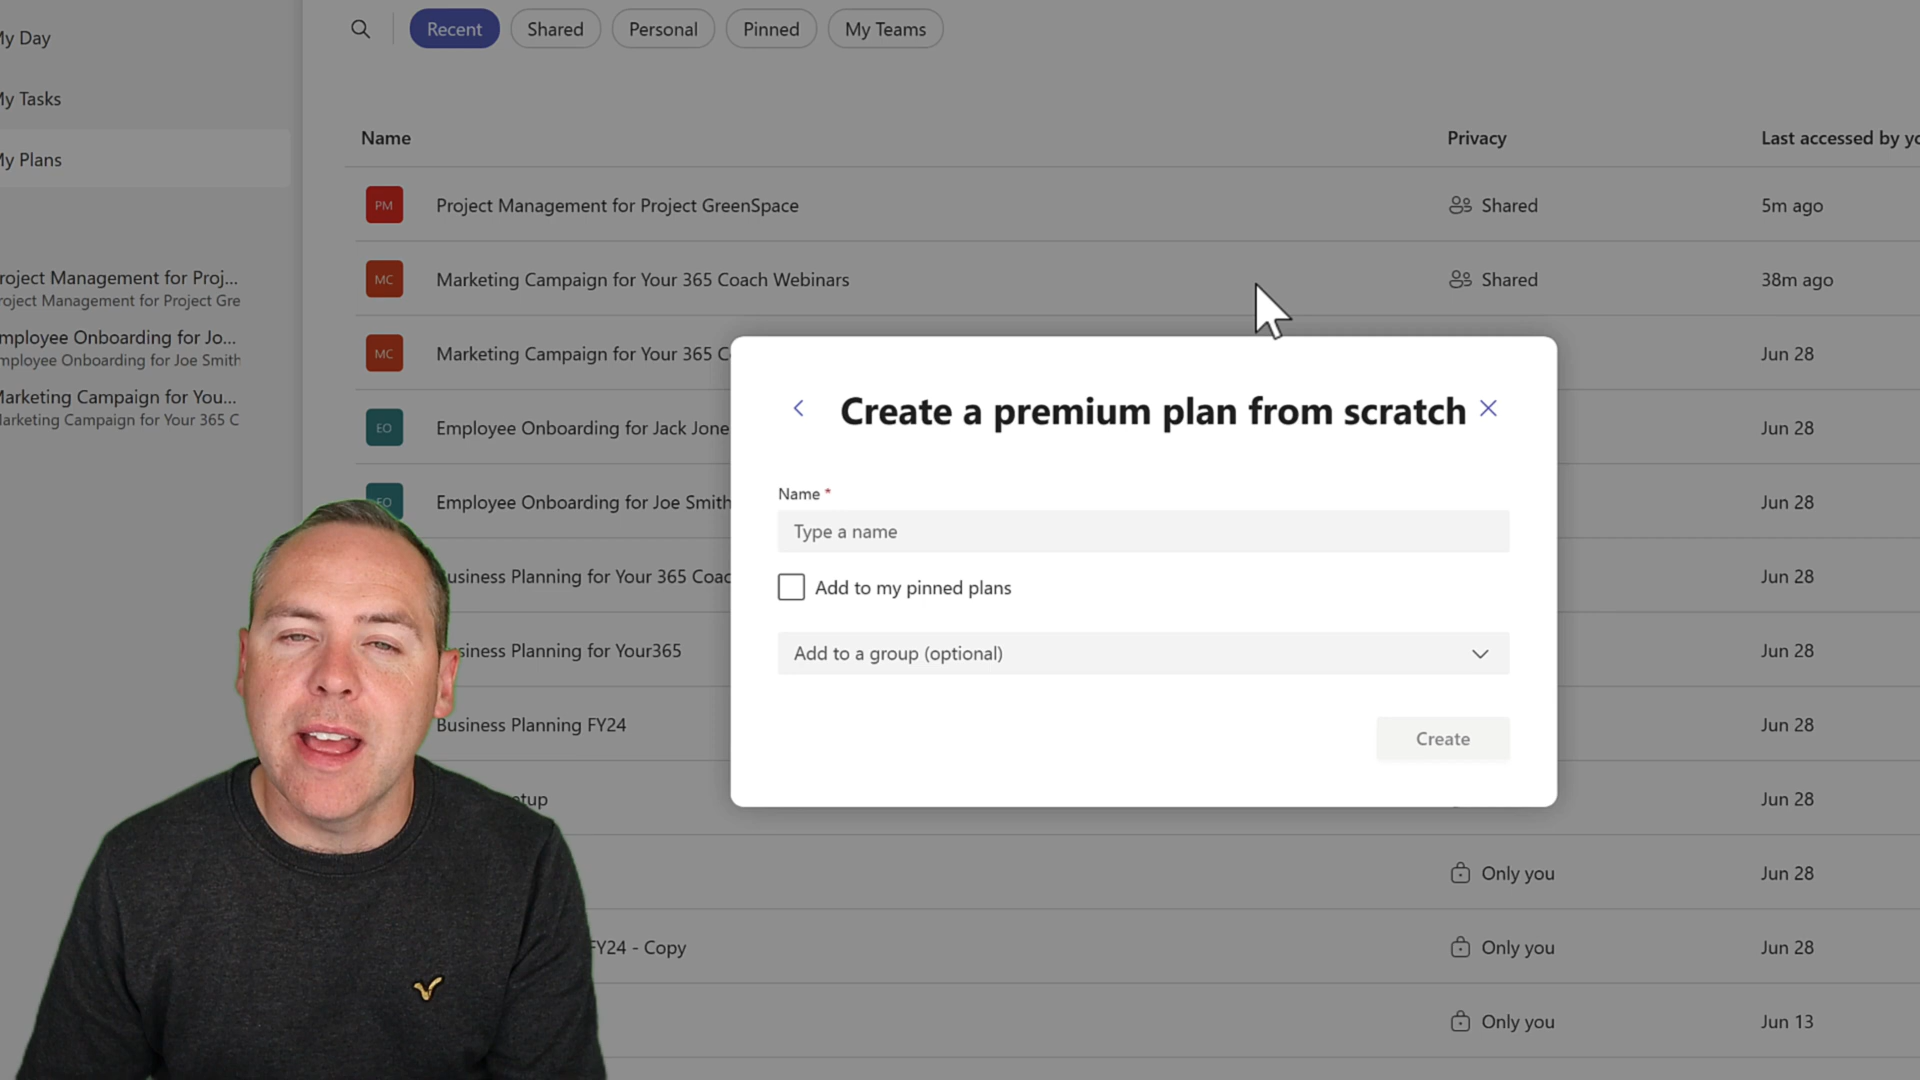 My Day
My Tasks
My Plans
roject Management for Proj...
roject Management for Project Gre
mployee Onboarding for Jo...
mployee Onboarding for Joe Smith
Marketing Campaign for You...
Marketing Campaign for Your 365 C
Recent
Shared
Personal
Pinned
My Teams
Name
Privacy
Last accessed by yo
PM
Project Management for Project GreenSpace
Shared
5m ago
MC
Marketing Campaign for Your 365 Coach Webinars
Shared
38m ago
MC
Marketing Campaign for Your 365 C
Jun 28
EO
Employee Onboarding for Jack Jone
Jun 28
EO
Employee Onboarding for Joe Smith
Jun 28
usiness Planning for Your 365 Coac
Jun 28
siness Planning for Your365
Jun 28
Business Planning FY24
Jun 28
etup
Jun 28
Only you
Jun 28
FY24 - Copy
Only you
Jun 28
Only you
Jun 13
Create a premium plan from scratch
Name *
Type a name
Add to my pinned plans
Add to a group (optional)
Create